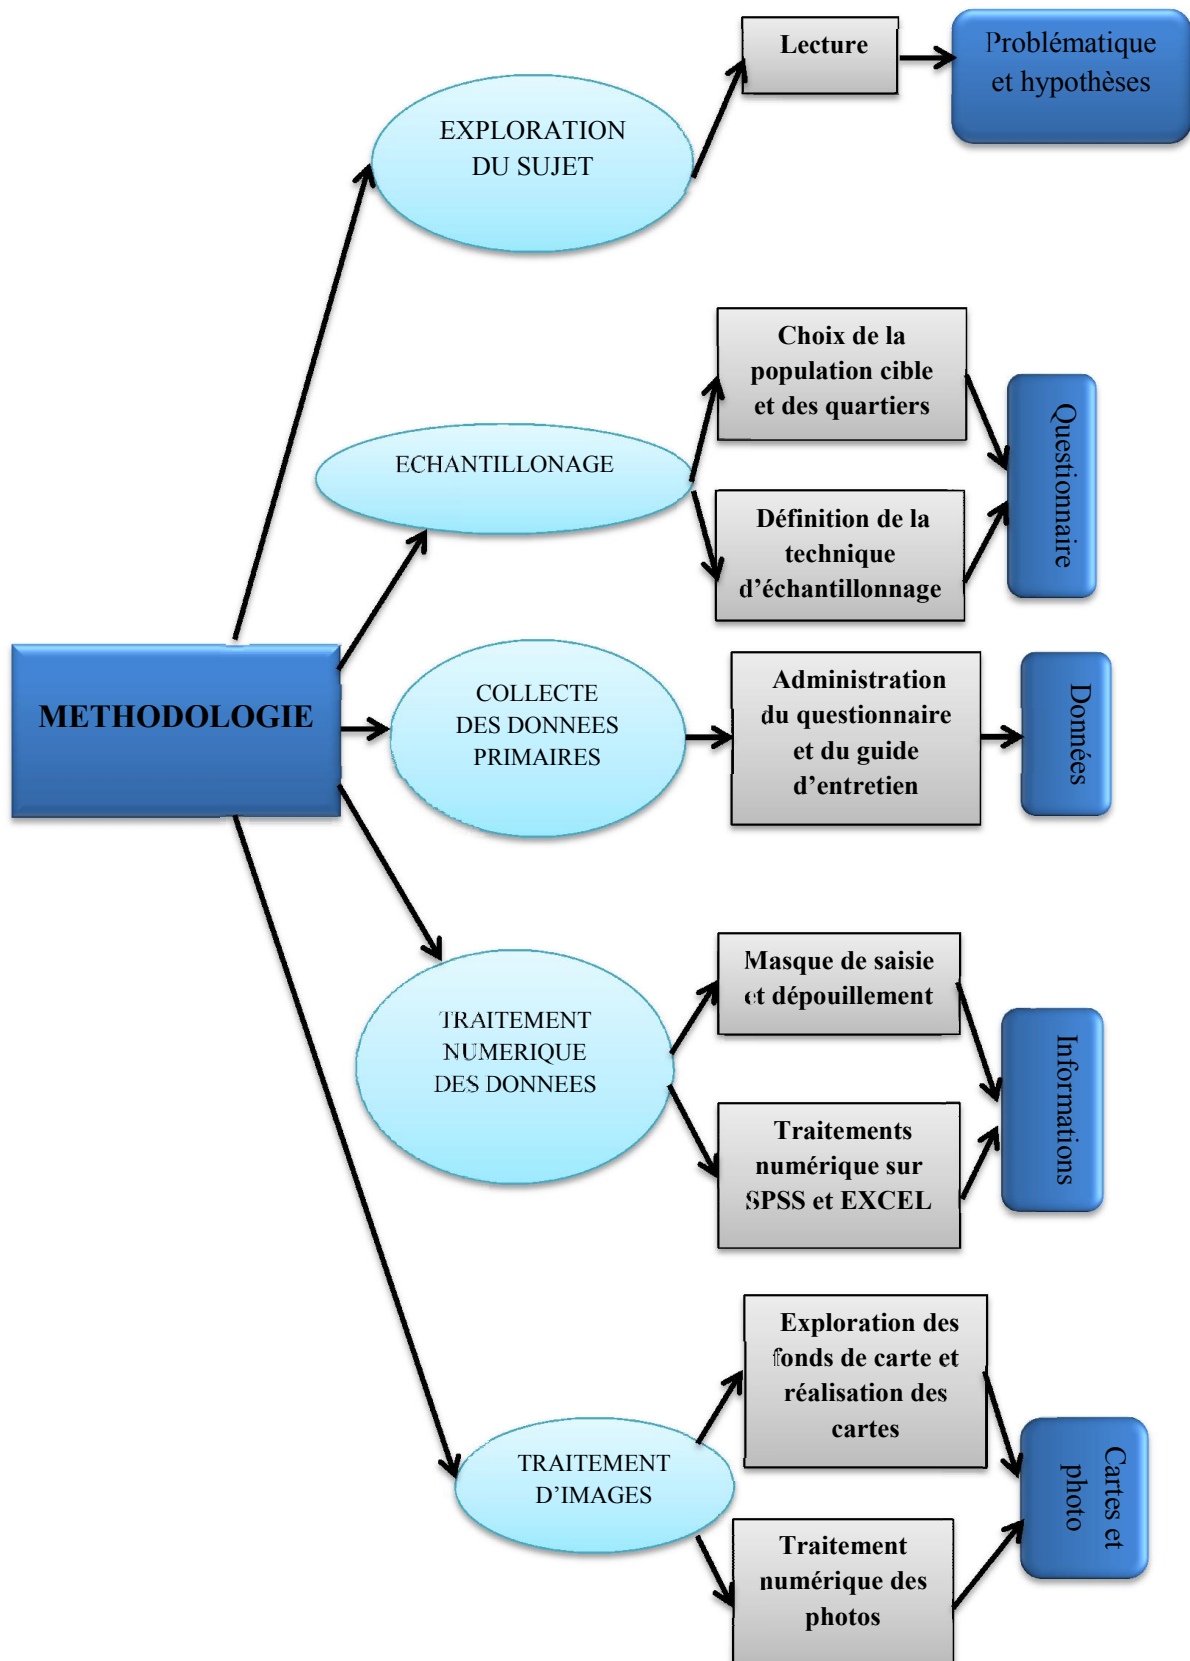 Lecture
Problématique
et hypothèses
EXPLORATION
DU SUJET
Choix de la
population cible
et des quartiers
Questionnaire
ECHANTILLONAGE
Définition de la
technique
d’échantillonnage
METHODOLOGIE
COLLECTE
DES DONNEES
PRIMAIRES
Administration
du questionnaire
et du guide
d’entretien
Données
TRAITEMENT
NUMERIQUE
DES DONNEES
Masque de saisie
et dépouillement
Informations
Traitements
numérique sur
SPSS et EXCEL
TRAITEMENT
D’IMAGES
Exploration des
fonds de carte et
réalisation des
cartes
Cartes et
photo
Traitement
numérique des
photos